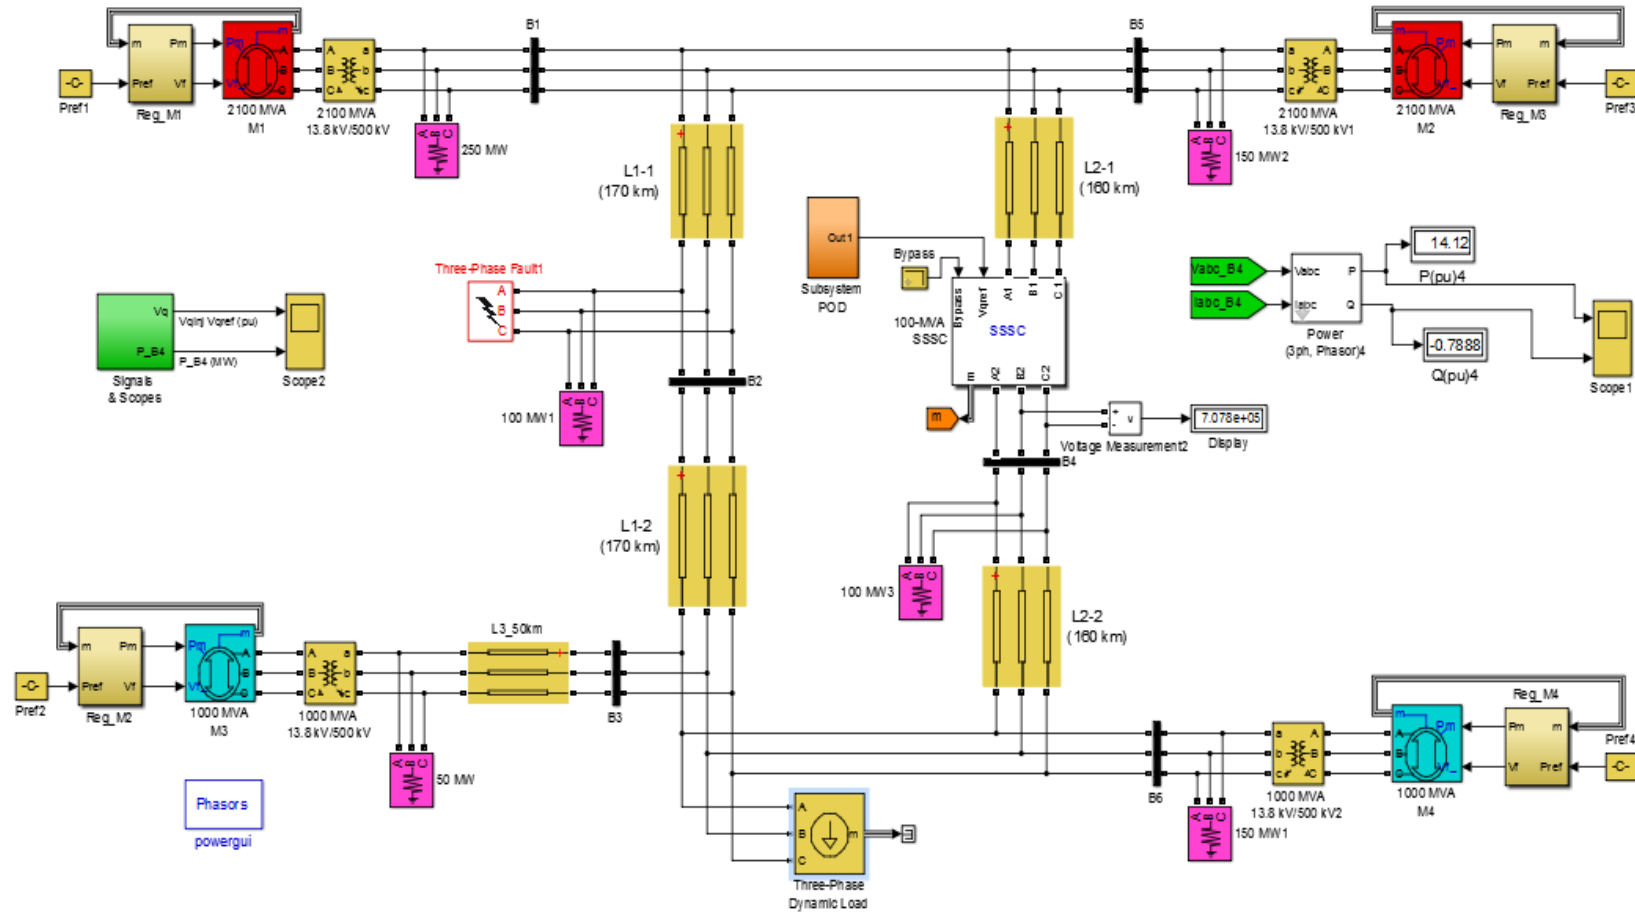 m
Pm
Pref
Vf
-C-
Pref1
Reg_M1
m
Pm
Vf_
A
B
C
2100 MVA
M1
A
B
C
a
b
c
2100 MVA
13.8 kV/500 kV
A
B
C
250 MW
B1
B5
A
B
C
150 MW2
a
b
c
A
B
C
2100 MVA
13.8 kV/500 kV1
m
Pm
Vf_
A
B
C
2100 MVA
M2
Pm
m
Vf
Pref
Reg_M3
-C-
Pref3
L1-1
(170 km)
L2-1
(160 km)
Three-Phase Fault1
A
B
C
Out1
Subsystem
POD
Bypass
Bypass
Vqref
A1
B1
C1
SSSC
100-MVA
SSSC
m
A2
B2
C2
m
Vabc_B4
Iabc_B4
Vabc
Iabc
P
Q
Power
(3ph, Phasor)4
14.12
P(pu)4
-0.7888
Q(pu)4
Scope1
Vq
P_B4
Vqinj Vqref (pu)
P_B4 (MW)
Signals
& Scopes
Scope2
B2
A
B
C
100 MW1
+
-
v
Voltage Measurement2
7.078e+05
Display
B4
L1-2
(170 km)
A
B
C
100 MW3
L2-2
(160 km)
m
Pm
Pref
Vf
-C-
Pref2
Reg_M2
m
Pm
Vf_
A
B
C
1000 MVA
M3
A
B
C
a
b
c
1000 MVA
13.8 kV/500 kV
L3_50km
B3
A
B
C
50 MW
Phasors
powergui
A
B
C
m
Three-Phase
Dynamic Load
B6
A
B
C
150 MW1
a
b
c
A
B
C
1000 MVA
13.8 kV/500 kV2
m
Pm
Vf_
A
B
C
1000 MVA
M4
Reg_M4
Pm
m
Vf
Pref
Pref4
-C-